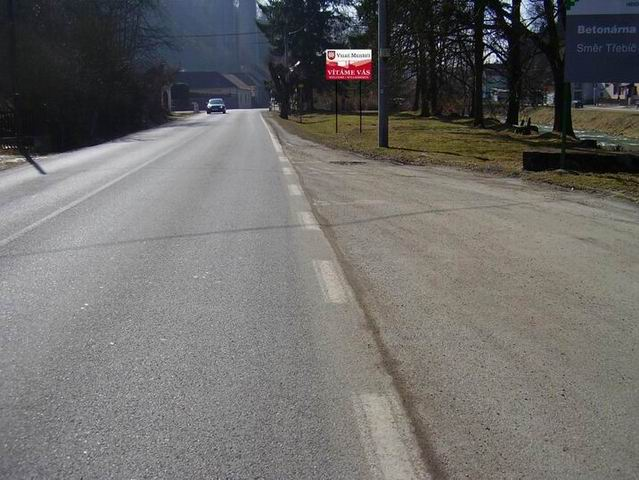 Velké Meziříčí
VÍTÁME VÁS
Betonárna
Směr Třebíč